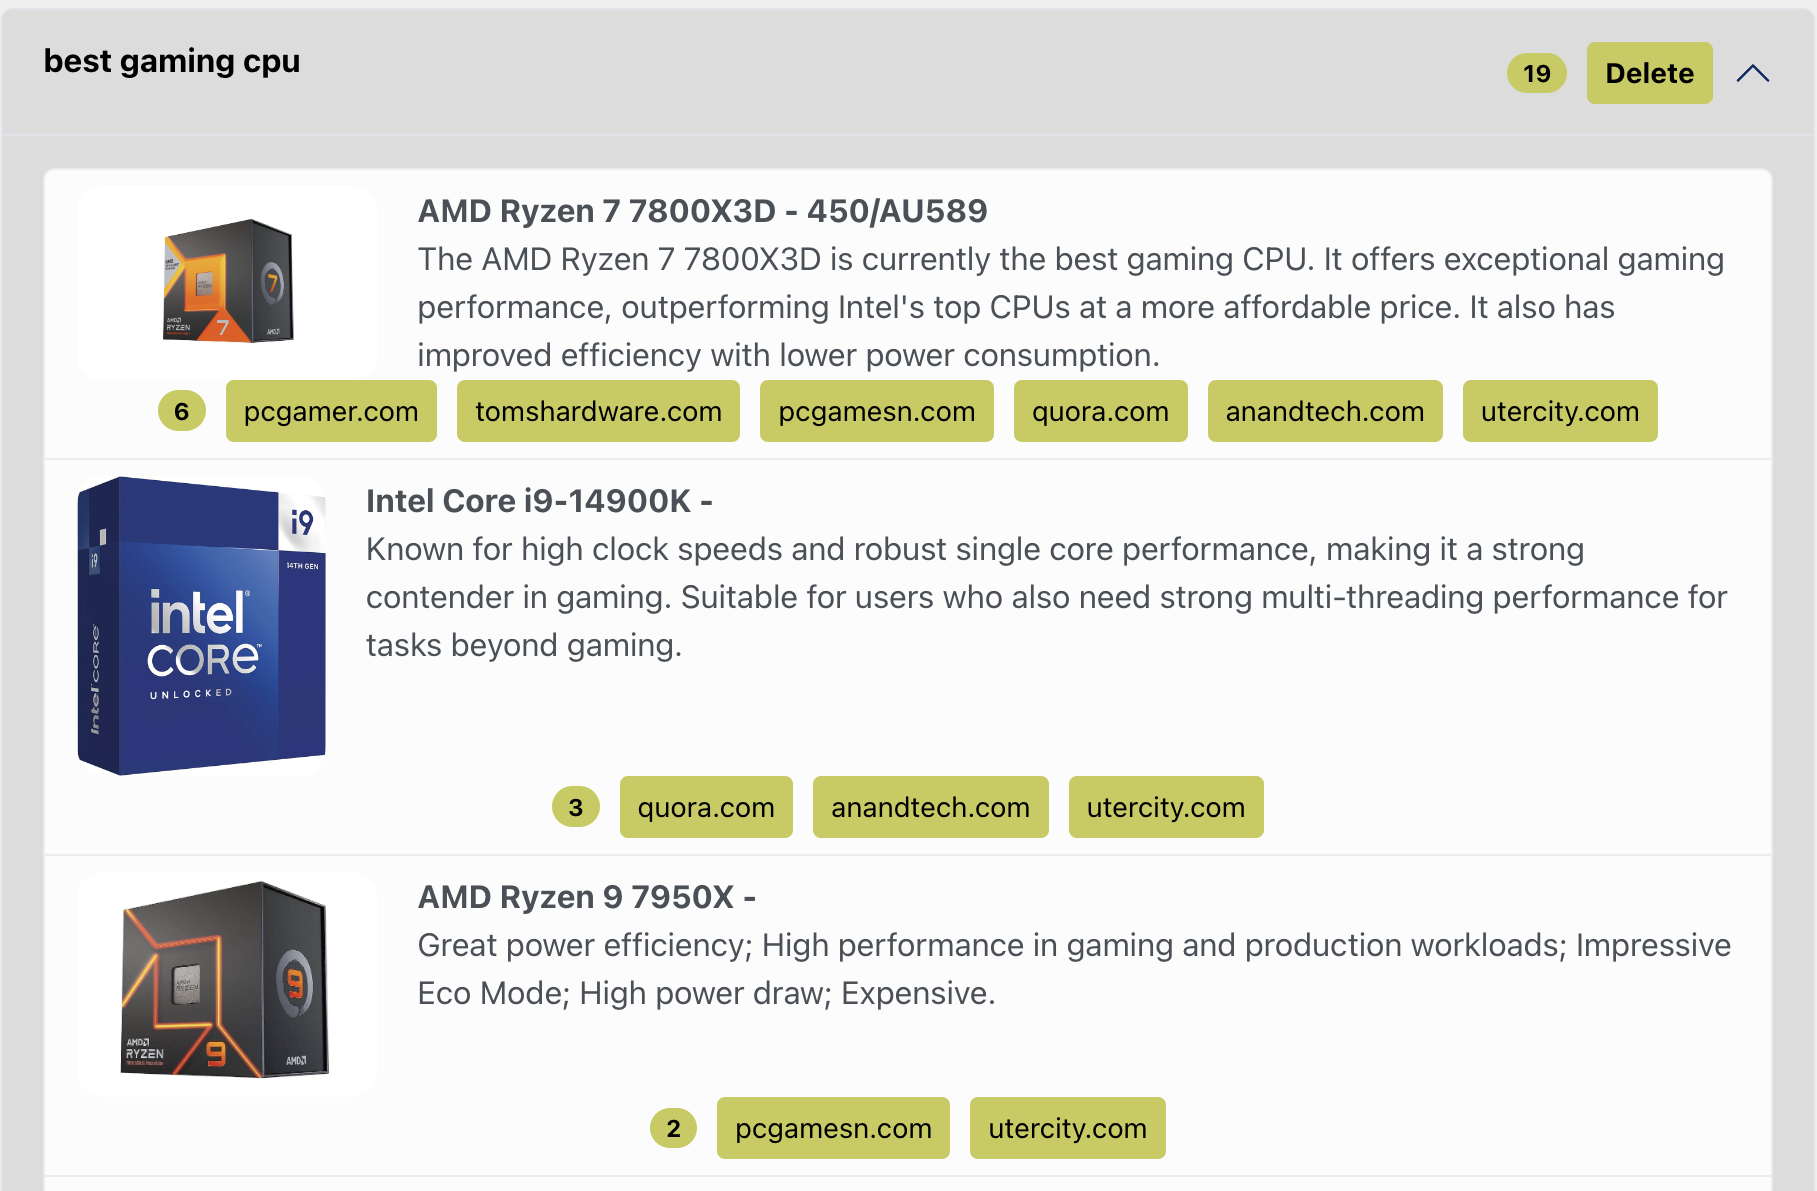 best gaming cpu
19
Delete
AMD Ryzen 7 7800X3D - 450/AU589
The AMD Ryzen 7 7800X3D is currently the best gaming CPU. It offers exceptional gaming
performance, outperforming Intel's top CPUs at a more affordable price. It also has
improved efficiency with lower power consumption.
7
AMD
RYZEN
7
AMD
6 pcgamer.com tomshardware.com pcgamesn.com quora.com anandtech.com utercity.com
Intel Core i9-14900K -
Known for high clock speeds and robust single core performance, making it a strong
contender in gaming. Suitable for users who also need strong multi-threading performance for
tasks beyond gaming.
i9
i9
14TH GEN
intel
CORE
UNLOCKED
intel CORE
3 quora.com anandtech.com utercity.com
AMD Ryzen 9 7950X -
Great power efficiency; High performance in gaming and production workloads; Impressive
Eco Mode; High power draw; Expensive.
9
AMD
RYZEN
9
AMD
2 pcgamesn.com utercity.com